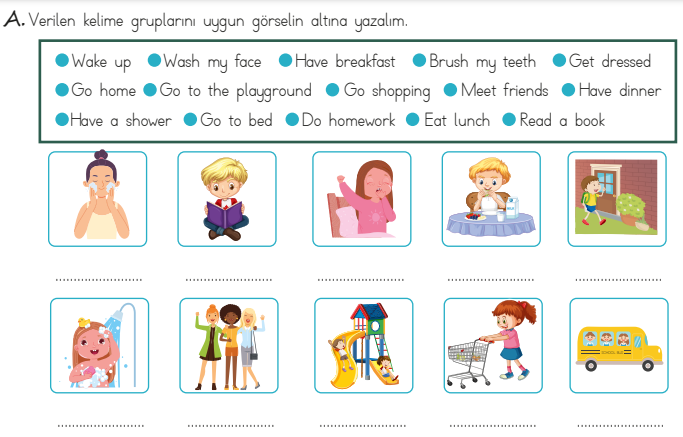 A. Verilen kelime gruplarını uygun görselin altına yazalım.
Wake up Wash my face Have breakfast Brush my teeth Get dressed
Go home Go to the playground Go shopping Meet friends Have dinner
Have a shower Go to bed Do homework Eat lunch Read a book
SCHOOL BUS